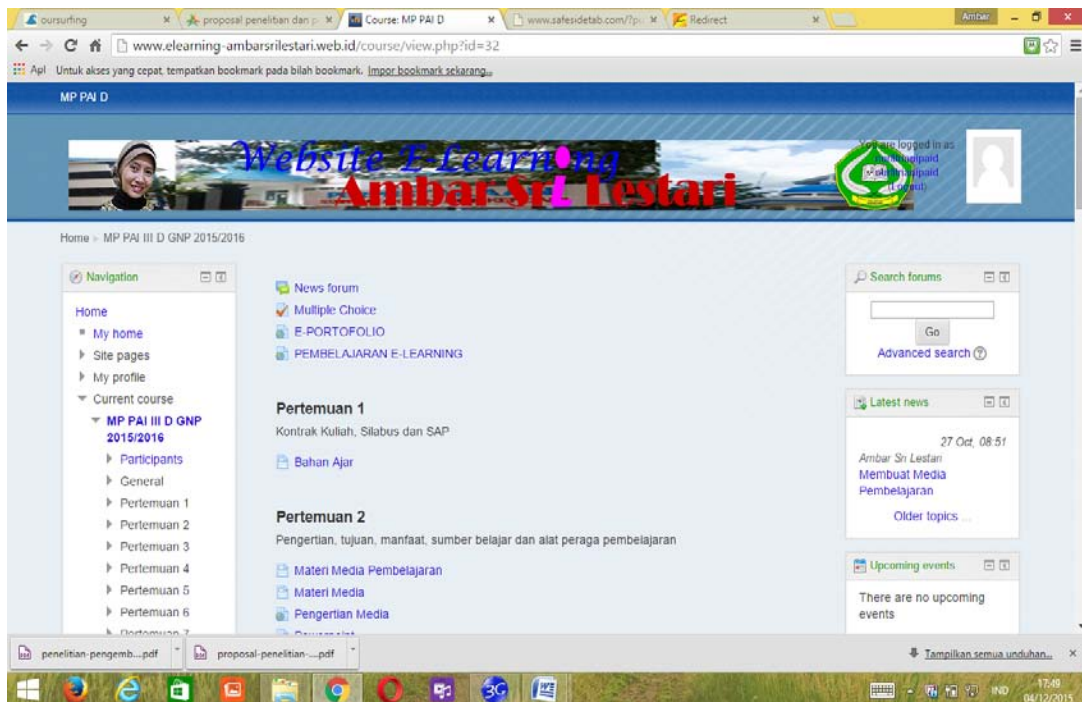 coursurfing
proposal penelitian dan p
Course: MP PAI D
www.safesidetab.com/?pi
Redirect
Ambar
www.elearning-ambarsrilestari.web.id/course/view.php?id=32
Apl Untuk akses yang cepat, tempatkan bookmark pada bilah bookmark. Impor bookmark sekarang...
MP PAI D
Website E-Learning
Ambar Sri Lestari
You are logged in as
(Logout)
Home MP PAI III D GNP 2015/2016
Navigation
Home
My home
Site pages
My profile
Current course
MP PAI III D GNP
2015/2016
Participants
General
Pertemuan 1
Pertemuan 2
Pertemuan 3
Pertemuan 4
Pertemuan 5
Pertemuan 6
Pertemuan 7
News forum
Multiple Choice
E-PORTOFOLIO
PEMBELAJARAN E-LEARNING
Pertemuan 1
Kontrak Kuliah, Silabus dan SAP
Bahan Ajar
Pertemuan 2
Pengertian, tujuan, manfaat, sumber belajar dan alat peraga pembelajaran
Materi Media Pembelajaran
Materi Media
Pengertian Media
Powerpoint
Search forums
Go
Advanced search
Latest news
27 Oct, 08:51
Ambar Sri Lestari
Membuat Media
Pembelajaran
Older topics ...
Upcoming events
There are no upcoming
events
penelitian-pengemb....pdf
proposal-penelitian-....pdf
Tampilkan semua unduhan...
3G
IND
17:49
04/12/2015